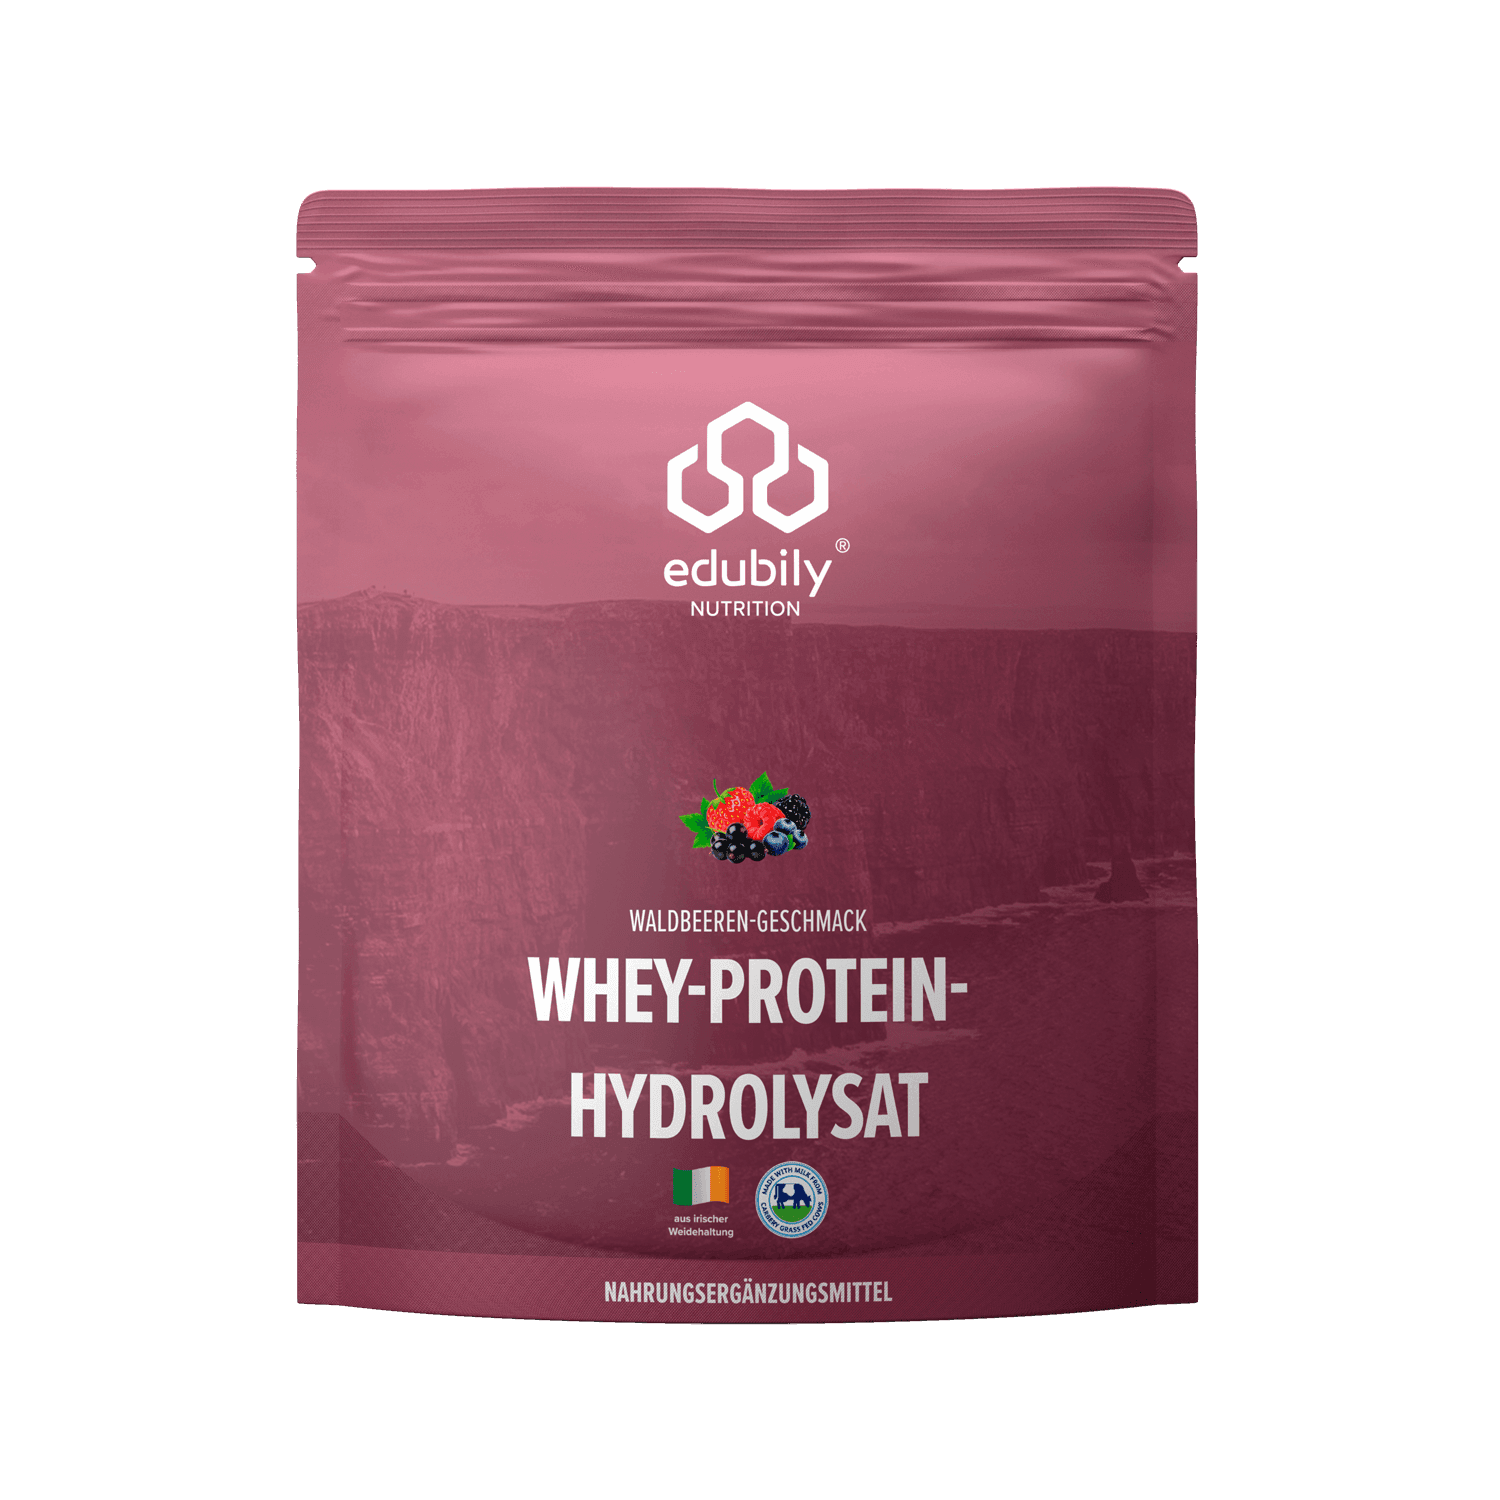 edubily®
NUTRITION
WALDBEEREN-GESCHMACK
WHEY-PROTEIN-
HYDROLYSAT
aus irischer
Weidehaltung
MADE WITH MILK FROM
CARBERY GRASS FED COWS
NAHRUNGSERGÄNZUNGSMITTEL